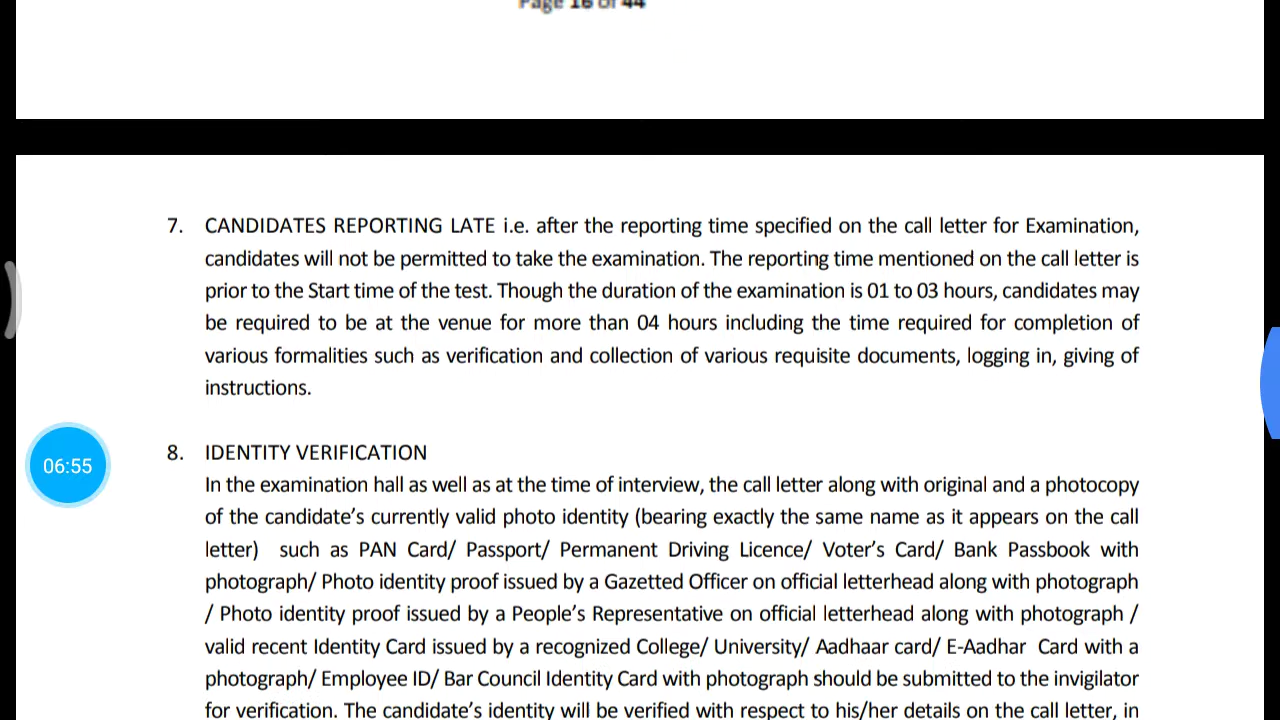 Page 16 of 44
7. CANDIDATES REPORTING LATE i.e. after the reporting time specified on the call letter for Examination,
candidates will not be permitted to take the examination. The reporting time mentioned on the call letter is
prior to the Start time of the test. Though the duration of the examination is 01 to 03 hours, candidates may
be required to be at the venue for more than 04 hours including the time required for completion of
various formalities such as verification and collection of various requisite documents, logging in, giving of
instructions.
8. IDENTITY VERIFICATION
06:55
In the examination hall as well as at the time of interview, the call letter along with original and a photocopy
of the candidate’s currently valid photo identity (bearing exactly the same name as it appears on the call
letter) such as PAN Card/ Passport/ Permanent Driving Licence/ Voter’s Card/ Bank Passbook with
photograph/ Photo identity proof issued by a Gazetted Officer on official letterhead along with photograph
/ Photo identity proof issued by a People’s Representative on official letterhead along with photograph /
valid recent Identity Card issued by a recognized College/ University/ Aadhaar card/ E-Aadhar Card with a
photograph/ Employee ID/ Bar Council Identity Card with photograph should be submitted to the invigilator
for verification. The candidate’s identity will be verified with respect to his/her details on the call letter, in